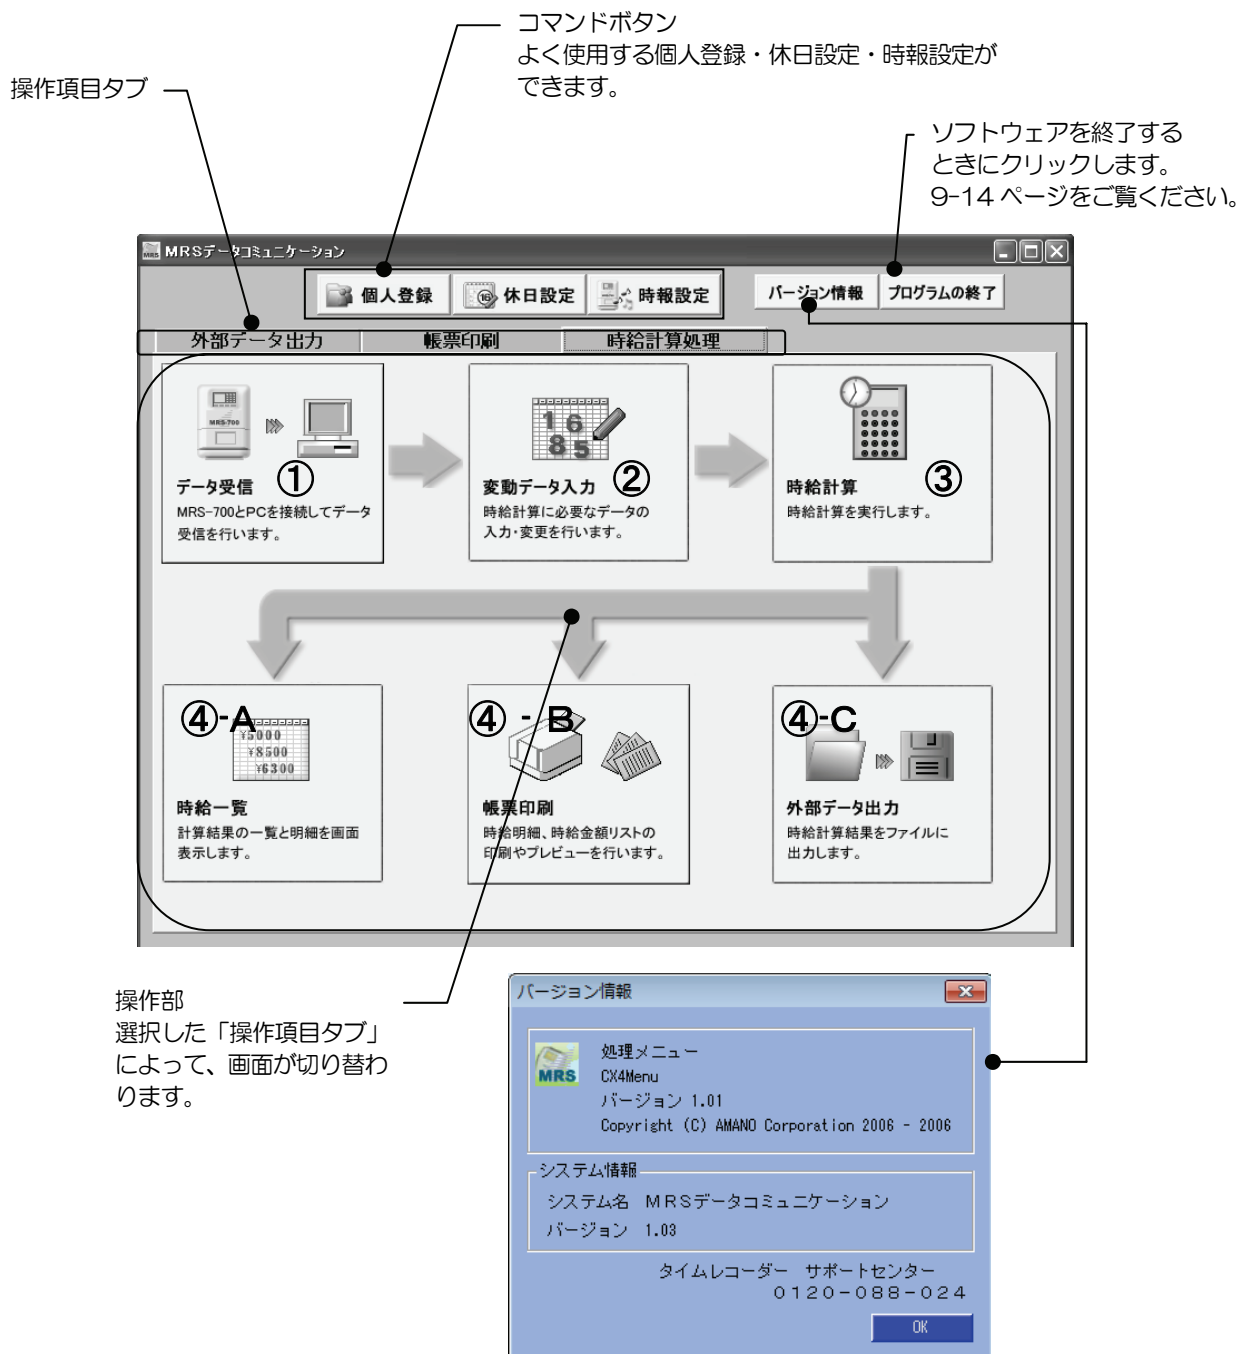 コマンドボタン
よく使用する個人登録・休日設定・時報設定が
できます。
操作項目タブ
ソフトウェアを終了する
ときにクリックします。
9-14 ページをご覧ください。
MRS MRSデータコミュニケーション
個人登録 休日設定 時報設定 バージョン情報 プログラムの終了
外部データ出力 帳票印刷 時給計算処理
MRS-700
データ受信 ①
MRS-700とPCを接続してデータ
受信を行います。
変動データ入力 ②
時給計算に必要なデータの
入力・変更を行います。
時給計算 ③
時給計算を実行します。
④-A
¥5000
¥8500
¥6300
時給一覧
計算結果の一覧と明細を画面
表示します。
④-B
帳票印刷
時給明細、時給金額リストの
印刷やプレビューを行います。
④-C
外部データ出力
時給計算結果をファイルに
出力します。
操作部
選択した「操作項目タブ」
によって、画面が切り替わ
ります。
バージョン情報
MRS
処理メニュー
CX4Menu
バージョン 1.01
Copyright (C) AMANO Corporation 2006 - 2006
システム情報
システム名 ＭＲＳデータコミュニケーション
バージョン 1.03
タイムレコーダー サポートセンター
０１２０－０８８－０２４
OK